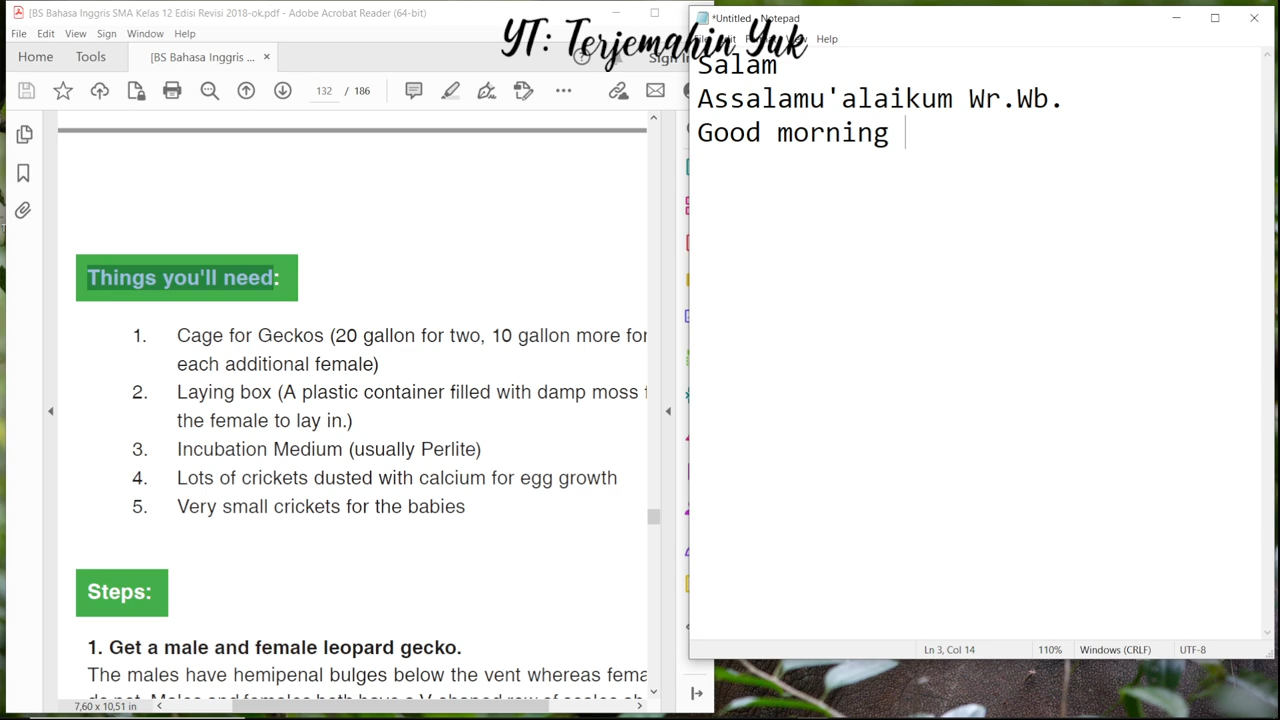 [BS Bahasa Inggris SMA Kelas 12 Edisi Revisi 2018-ok.pdf - Adobe Acrobat Reader (64-bit)
File Edit View Sign Window Help
Home Tools [BS Bahasa Inggris ... × Sign
132 / 186
Things you'll need:
1. Cage for Geckos (20 gallon for two, 10 gallon more for
each additional female)
2. Laying box (A plastic container filled with damp moss
the female to lay in.)
3. Incubation Medium (usually Perlite)
4. Lots of crickets dusted with calcium for egg growth
5. Very small crickets for the babies
Steps:
1. Get a male and female leopard gecko.
The males have hemipenal bulges below the vent whereas fema
7,60 x 10,51 in
YT: Terjemahin Yuk
*Untitled - Notepad
Help
Salam
Assalamu'alaikum Wr.Wb.
Good morning
Ln 3, Col 14 110% Windows (CRLF) UTF-8